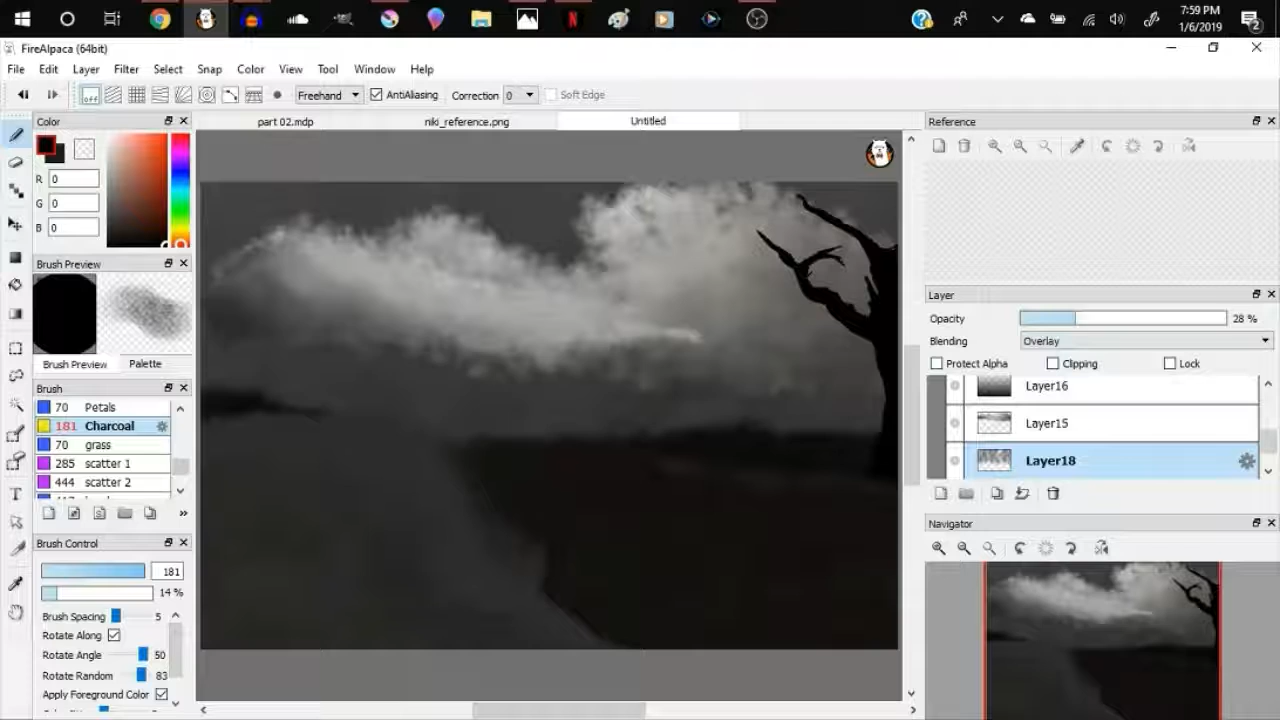 7:59 PM
1/6/2019
2
FireAlpaca (64bit)
File Edit Layer Filter Select Snap Color View Tool Window Help
off Freehand AntiAliasing Correction 0 Soft Edge
Color part 02.mdp niki_reference.png Untitled Reference
R 0
G 0
B 0
Brush Preview
Layer
Opacity 28 %
Blending Overlay
Protect Alpha Clipping Lock
Brush Preview Palette
Layer16
Brush
70 Petals
181 Charcoal
Layer15
70 grass
285 scatter 1
Layer18
444 scatter 2
»
Navigator
Brush Control
181
14 %
Brush Spacing 5
Rotate Along
Rotate Angle 50
Rotate Random 83
Apply Foreground Color
T